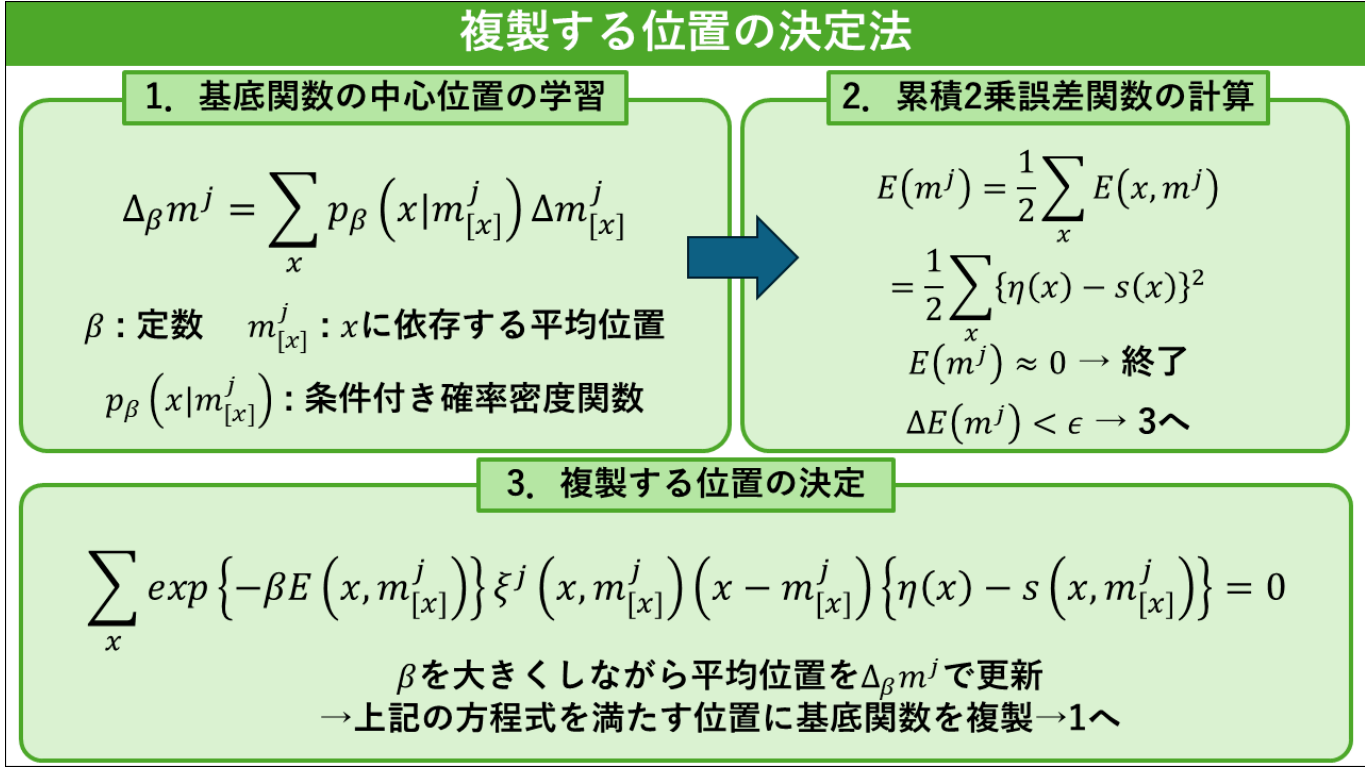 複製する位置の決定法
1．基底関数の中心位置の学習
Δ_β m^j = ∑_x p_β (x|m^j_[x]) Δm^j_[x]
β：定数 m^j_[x]：xに依存する平均位置
p_β (x|m^j_[x])：条件付き確率密度関数
2．累積2乗誤差関数の計算
E(m^j) = 1/2 ∑_x E(x, m^j)
= 1/2 ∑_x {η(x) − s(x)}²
E(m^j) ≈ 0 → 終了
ΔE(m^j) < ϵ → 3へ
3．複製する位置の決定
∑_x exp{−βE(x, m^j_[x])} ξ^j (x, m^j_[x]) (x − m^j_[x]) {η(x) − s(x, m^j_[x])} = 0
βを大きくしながら平均位置をΔ_β m^jで更新
→上記の方程式を満たす位置に基底関数を複製→1へ